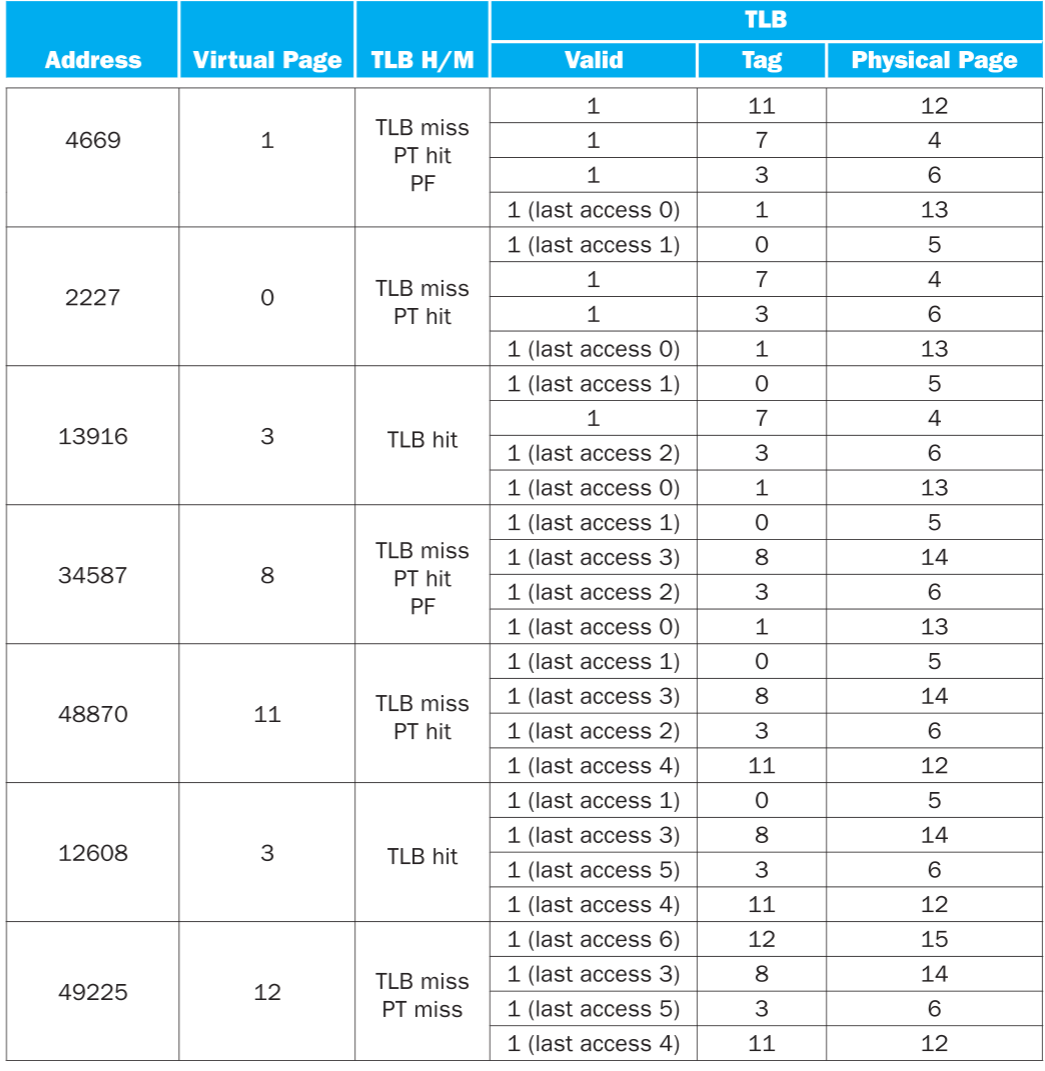 TLB
Address Virtual Page TLB H/M Valid Tag Physical Page
4669 1 TLB miss
PT hit
PF
1 11 12
1 7 4
1 3 6
1 (last access 0) 1 13
2227 0 TLB miss
PT hit
1 (last access 1) 0 5
1 7 4
1 3 6
1 (last access 0) 1 13
13916 3 TLB hit
1 (last access 1) 0 5
1 7 4
1 (last access 2) 3 6
1 (last access 0) 1 13
34587 8 TLB miss
PT hit
PF
1 (last access 1) 0 5
1 (last access 3) 8 14
1 (last access 2) 3 6
1 (last access 0) 1 13
48870 11 TLB miss
PT hit
1 (last access 1) 0 5
1 (last access 3) 8 14
1 (last access 2) 3 6
1 (last access 4) 11 12
12608 3 TLB hit
1 (last access 1) 0 5
1 (last access 3) 8 14
1 (last access 5) 3 6
1 (last access 4) 11 12
49225 12 TLB miss
PT miss
1 (last access 6) 12 15
1 (last access 3) 8 14
1 (last access 5) 3 6
1 (last access 4) 11 12